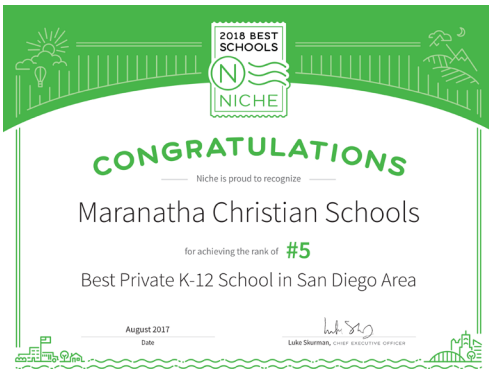 2018 BEST
SCHOOLS
N
NICHE
CONGRATULATIONS
Niche is proud to recognize
Maranatha Christian Schools
for achieving the rank of #5
Best Private K-12 School in San Diego Area
August 2017
Date
Luke Skurman, CHIEF EXECUTIVE OFFICER